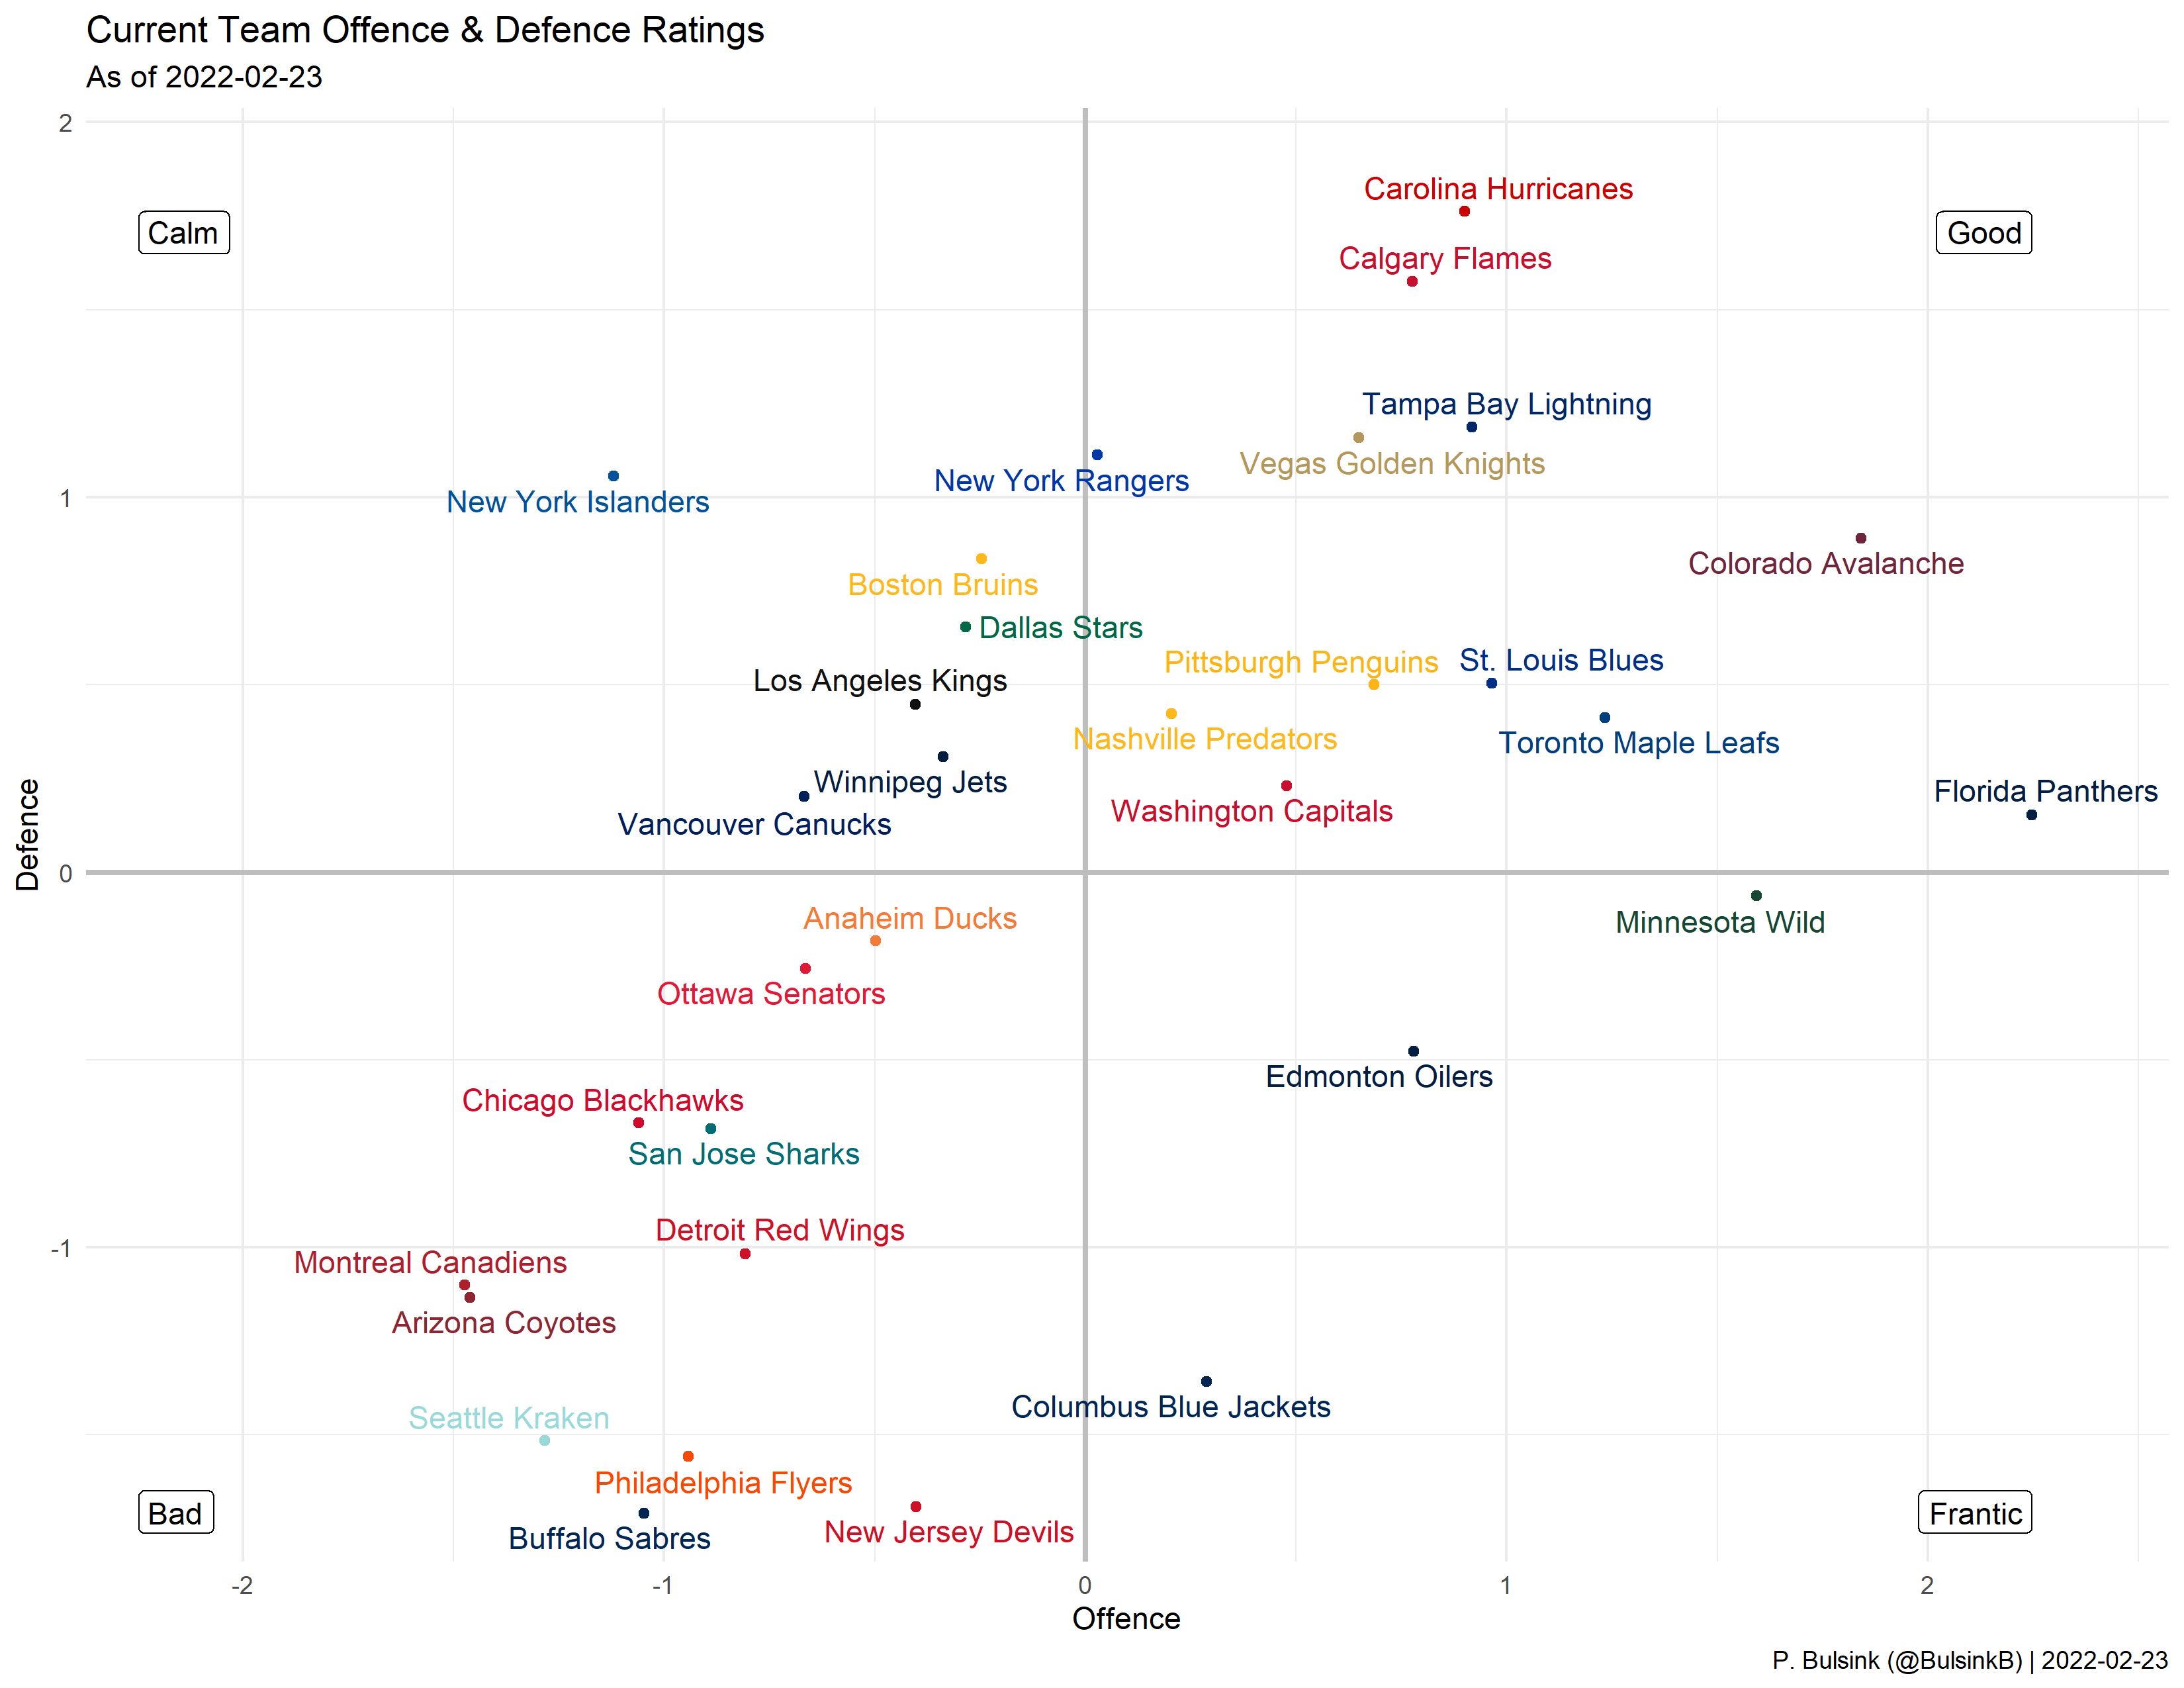 Current Team Offence & Defence Ratings
As of 2022-02-23
2
Carolina Hurricanes
Calm
Good
Calgary Flames
Tampa Bay Lightning
Vegas Golden Knights
New York Rangers
1
New York Islanders
Colorado Avalanche
Boston Bruins
Dallas Stars
Pittsburgh Penguins
St. Louis Blues
Los Angeles Kings
Nashville Predators
Toronto Maple Leafs
Winnipeg Jets
Florida Panthers
Washington Capitals
Vancouver Canucks
Defence
0
Anaheim Ducks
Minnesota Wild
Ottawa Senators
Edmonton Oilers
Chicago Blackhawks
San Jose Sharks
Detroit Red Wings
-1
Montreal Canadiens
Arizona Coyotes
Columbus Blue Jackets
Seattle Kraken
Philadelphia Flyers
Bad
Frantic
New Jersey Devils
Buffalo Sabres
-2 -1 0 1 2
Offence
P. Bulsink (@BulsinkB) | 2022-02-23